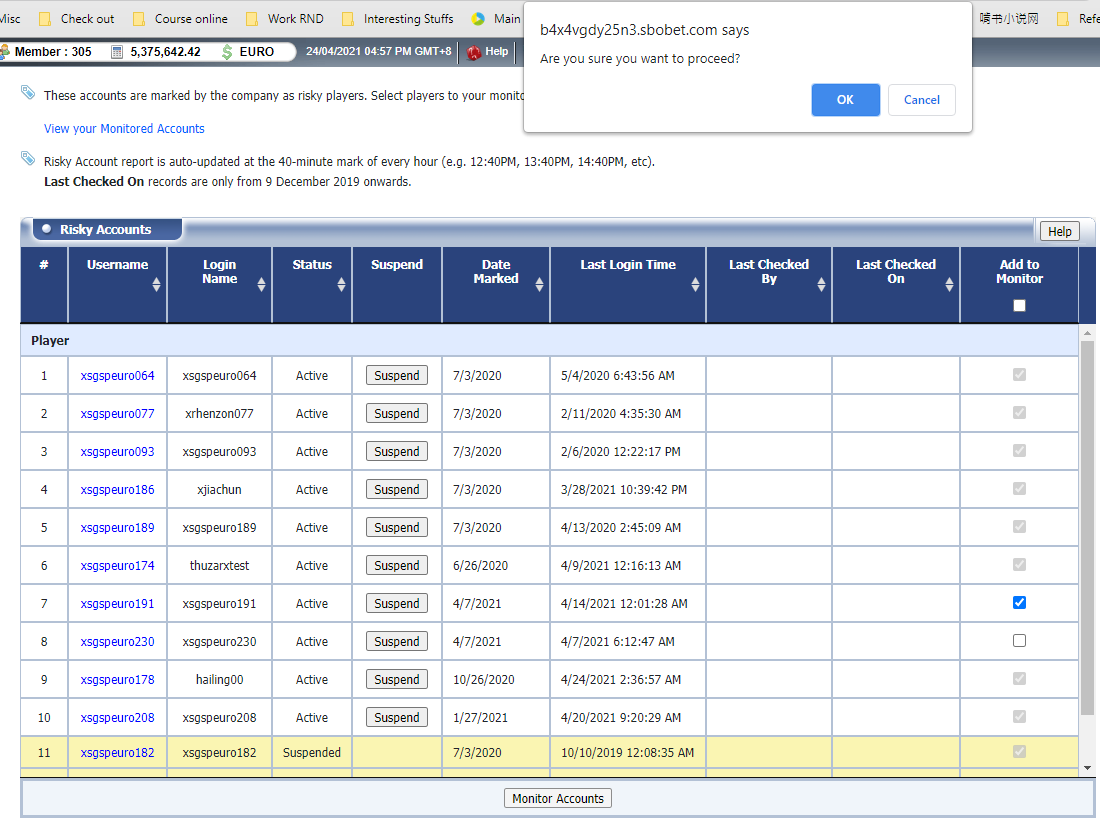 Misc Check out Course online Work RND Interesting Stuffs Main 嘀书小说网 Refe
b4x4vgdy25n3.sbobet.com says
Are you sure you want to proceed?
OK Cancel
Member : 305 5,375,642.42 EURO 24/04/2021 04:57 PM GMT+8 Help
These accounts are marked by the company as risky players. Select players to your monito
View your Monitored Accounts
Risky Account report is auto-updated at the 40-minute mark of every hour (e.g. 12:40PM, 13:40PM, 14:40PM, etc).
Last Checked On records are only from 9 December 2019 onwards.
Risky Accounts Help
# Username Login Name Status Suspend Date Marked Last Login Time Last Checked By Last Checked On Add to Monitor
Player
1 xsgspeuro064 xsgspeuro064 Active Suspend 7/3/2020 5/4/2020 6:43:56 AM
2 xsgspeuro077 xrhenzon077 Active Suspend 7/3/2020 2/11/2020 4:35:30 AM
3 xsgspeuro093 xsgspeuro093 Active Suspend 7/3/2020 2/6/2020 12:22:17 PM
4 xsgspeuro186 xjiachun Active Suspend 7/3/2020 3/28/2021 10:39:42 PM
5 xsgspeuro189 xsgspeuro189 Active Suspend 7/3/2020 4/13/2020 2:45:09 AM
6 xsgspeuro174 thuzarxtest Active Suspend 6/26/2020 4/9/2021 12:16:13 AM
7 xsgspeuro191 xsgspeuro191 Active Suspend 4/7/2021 4/14/2021 12:01:28 AM
8 xsgspeuro230 xsgspeuro230 Active Suspend 4/7/2021 4/7/2021 6:12:47 AM
9 xsgspeuro178 hailing00 Active Suspend 10/26/2020 4/24/2021 2:36:57 AM
10 xsgspeuro208 xsgspeuro208 Active Suspend 1/27/2021 4/20/2021 9:20:29 AM
11 xsgspeuro182 xsgspeuro182 Suspended 7/3/2020 10/10/2019 12:08:35 AM
Monitor Accounts